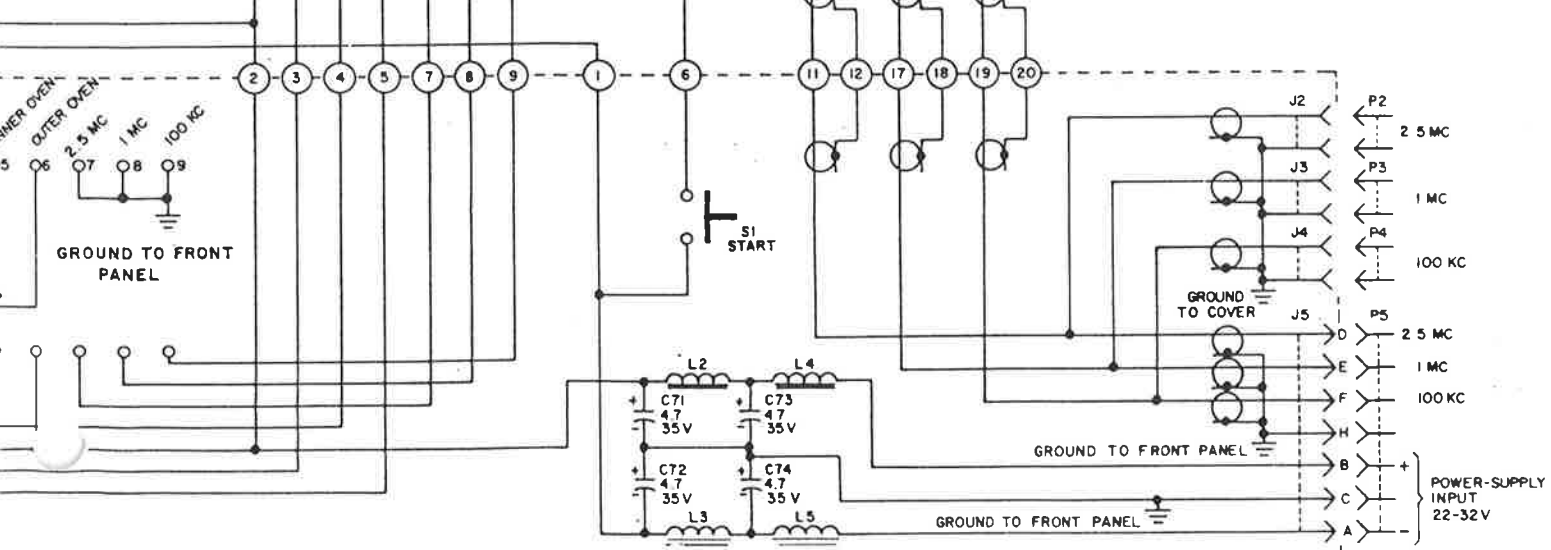 2 3 4 5 7 8 9 1 6 11 12 17 18 19 20
OUTER OVEN
2.5 MC
1 MC
100 KC
5 6 7 8 9
GROUND TO FRONT
PANEL
S1
START
J2 P2
2 5 MC
J3 P3
1 MC
J4 P4
100 KC
GROUND
TO COVER
J5 P5
D 2 5 MC
E 1 MC
F 100 KC
H
GROUND TO FRONT PANEL
B +
C
A -
POWER-SUPPLY
INPUT
22-32V
GROUND TO FRONT PANEL
L2 L4
+ C71
4.7
- 35V
+ C73
4.7
- 35V
+ C72
4.7
- 35V
+ C74
4.7
- 35V
L3 L5